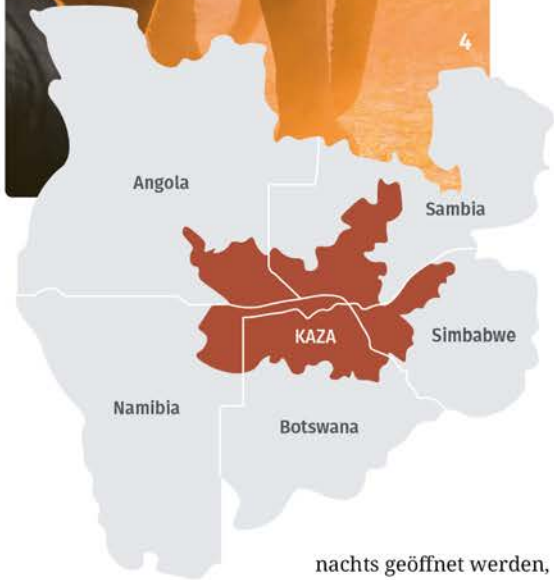 4
Angola
Sambia
KAZA
Simbabwe
Namibia
Botswana
nachts geöffnet werden,